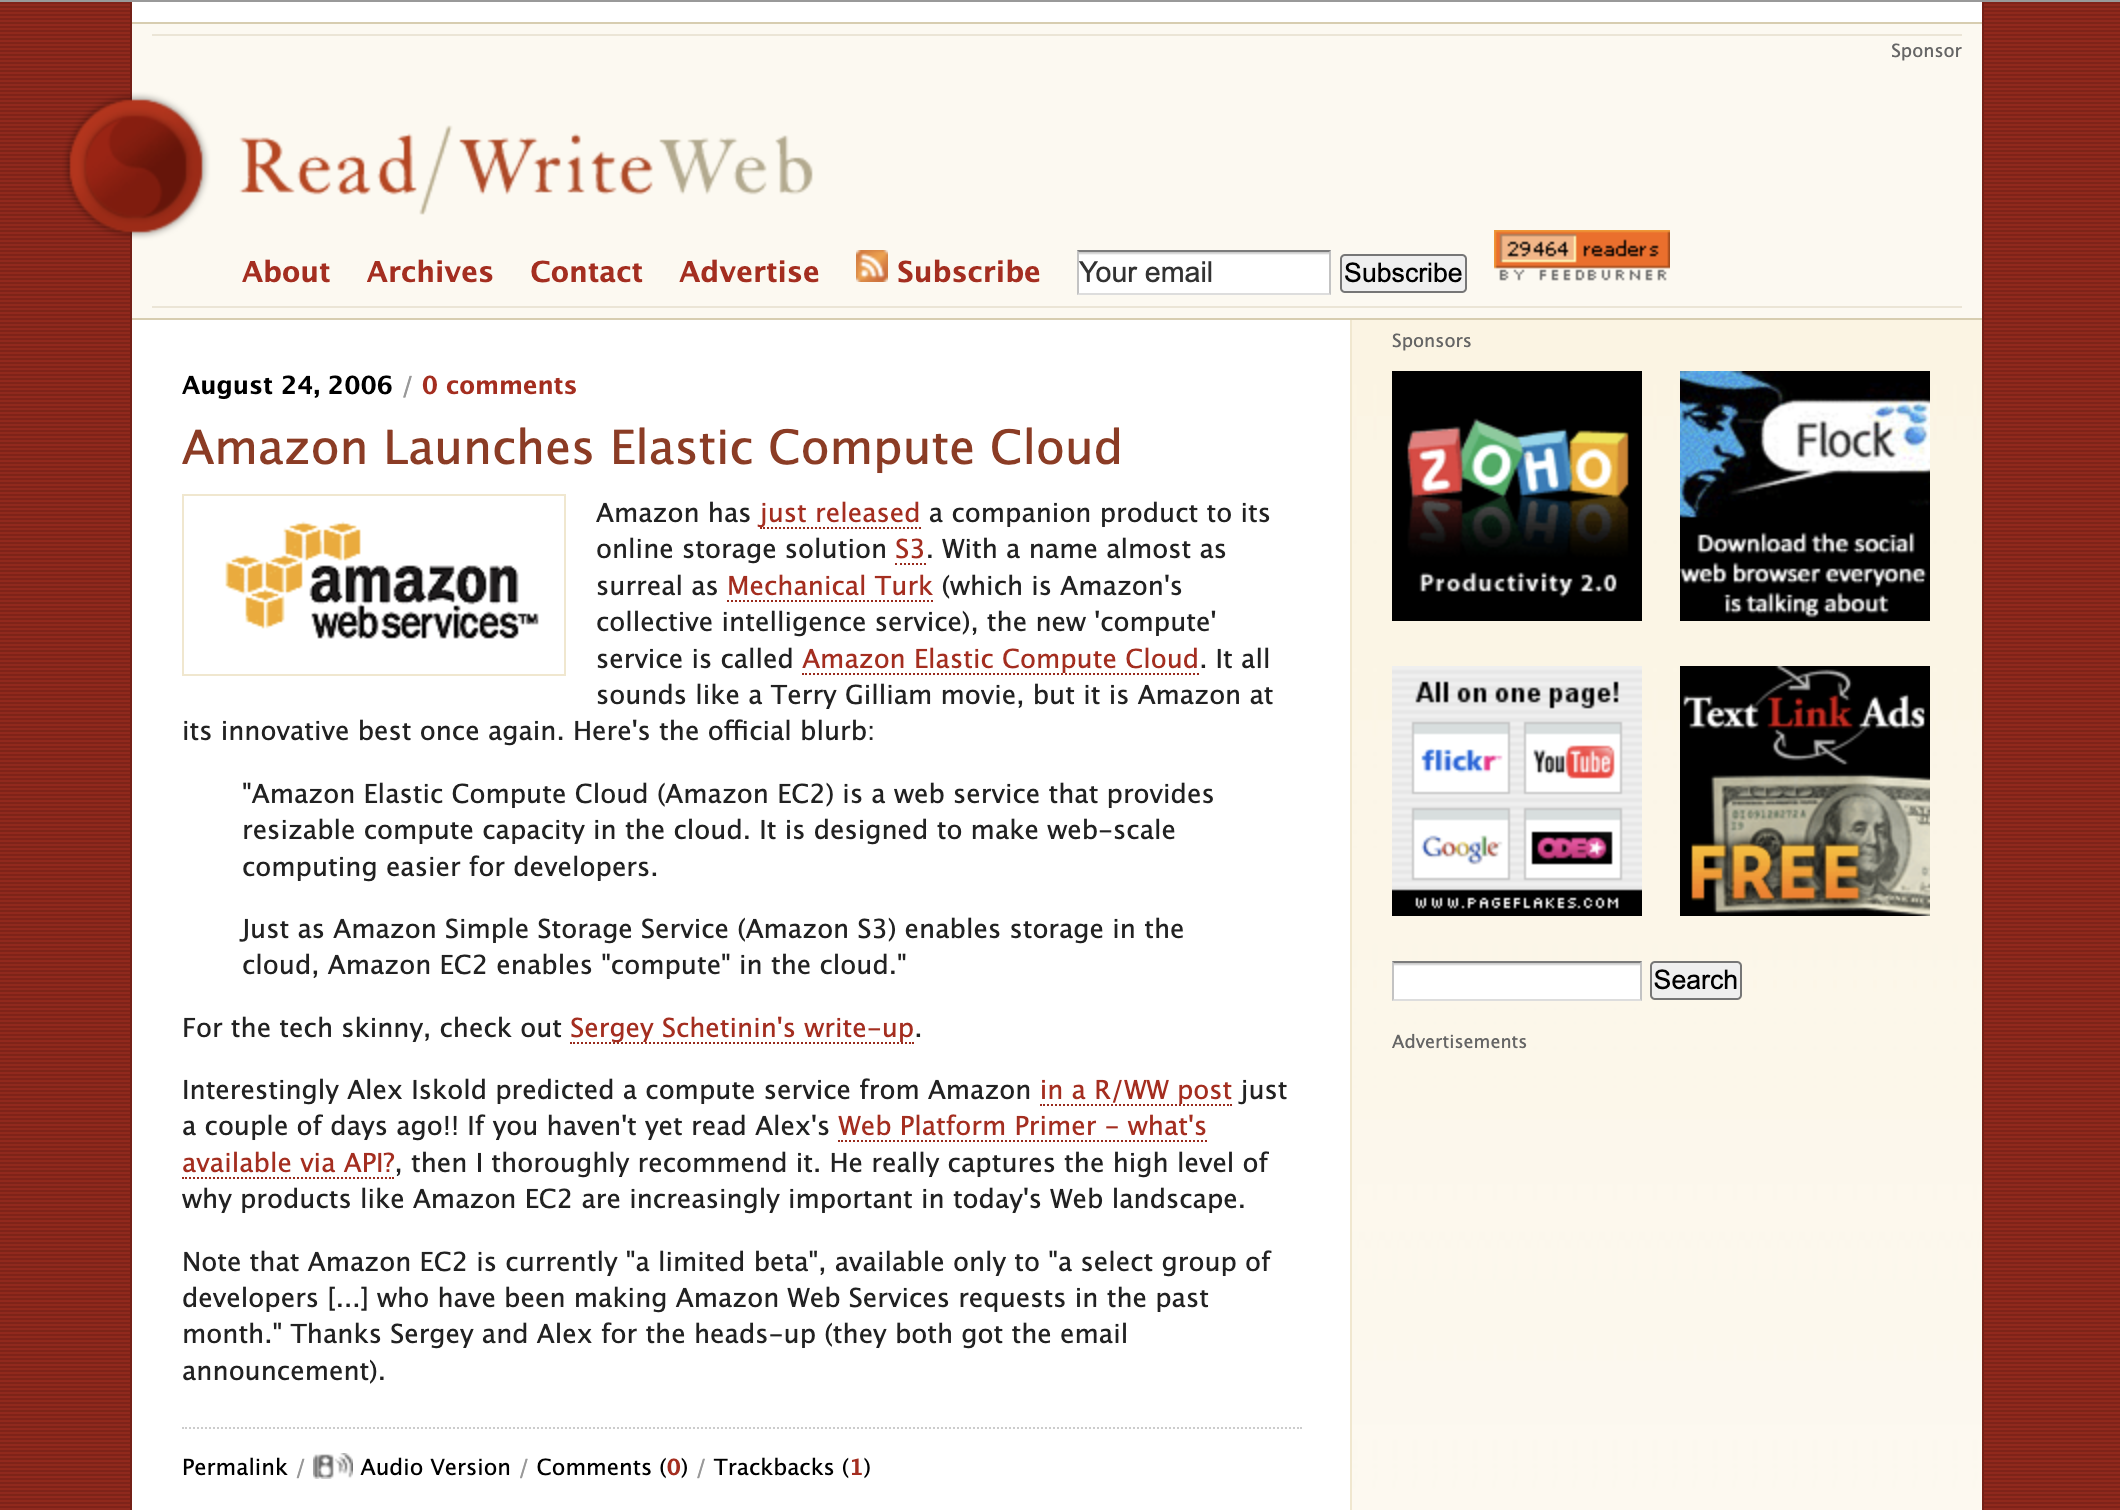 Sponsor
Read/WriteWeb
About Archives Contact Advertise Subscribe Your email Subscribe 29464 readers
BY FEEDBURNER
August 24, 2006 / 0 comments
Amazon Launches Elastic Compute Cloud
amazon
webservices™
Amazon has just released a companion product to its
online storage solution S3. With a name almost as
surreal as Mechanical Turk (which is Amazon's
collective intelligence service), the new 'compute'
service is called Amazon Elastic Compute Cloud. It all
sounds like a Terry Gilliam movie, but it is Amazon at
its innovative best once again. Here's the official blurb:
"Amazon Elastic Compute Cloud (Amazon EC2) is a web service that provides
resizable compute capacity in the cloud. It is designed to make web-scale
computing easier for developers.
Just as Amazon Simple Storage Service (Amazon S3) enables storage in the
cloud, Amazon EC2 enables "compute" in the cloud."
For the tech skinny, check out Sergey Schetinin's write-up.
Interestingly Alex Iskold predicted a compute service from Amazon in a R/WW post just
a couple of days ago!! If you haven't yet read Alex's Web Platform Primer - what's
available via API?, then I thoroughly recommend it. He really captures the high level of
why products like Amazon EC2 are increasingly important in today's Web landscape.
Note that Amazon EC2 is currently "a limited beta", available only to "a select group of
developers [...] who have been making Amazon Web Services requests in the past
month." Thanks Sergey and Alex for the heads-up (they both got the email
announcement).
Permalink / Audio Version / Comments (0) / Trackbacks (1)
Sponsors
ZOHO
Productivity 2.0
Flock
Download the social
web browser everyone
is talking about
All on one page!
flickr YouTube
Google ODEO
WWW.PAGEFLAKES.COM
Text Link Ads
FREE
Search
Advertisements